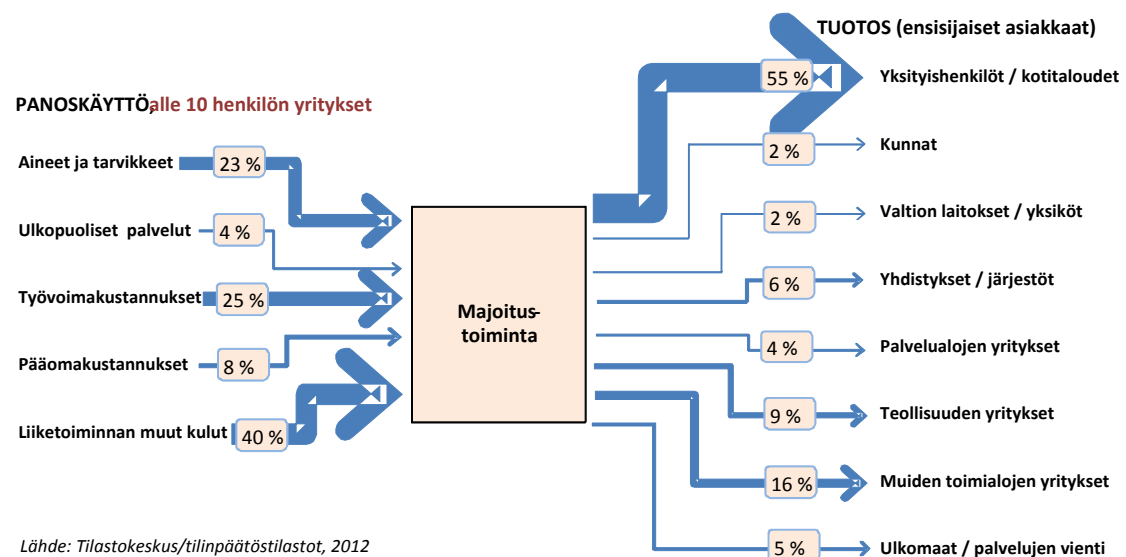 TUOTOS (ensisijaiset asiakkaat)
55 %
Yksityishenkilöt / kotitaloudet
PANOSKÄYTTÖ, alle 10 henkilön yritykset
Aineet ja tarvikkeet
23 %
2 %
Kunnat
Ulkopuoliset palvelut
4 %
2 %
Valtion laitokset / yksiköt
Työvoimakustannukset
25 %
6 %
Yhdistykset / järjestöt
Majoitus-
toiminta
Pääomakustannukset
8 %
4 %
Palvelualojen yritykset
Liiketoiminnan muut kulut
40 %
9 %
Teollisuuden yritykset
16 %
Muiden toimialojen yritykset
Lähde: Tilastokeskus/tilinpäätöstilastot, 2012
5 %
Ulkomaat / palvelujen vienti